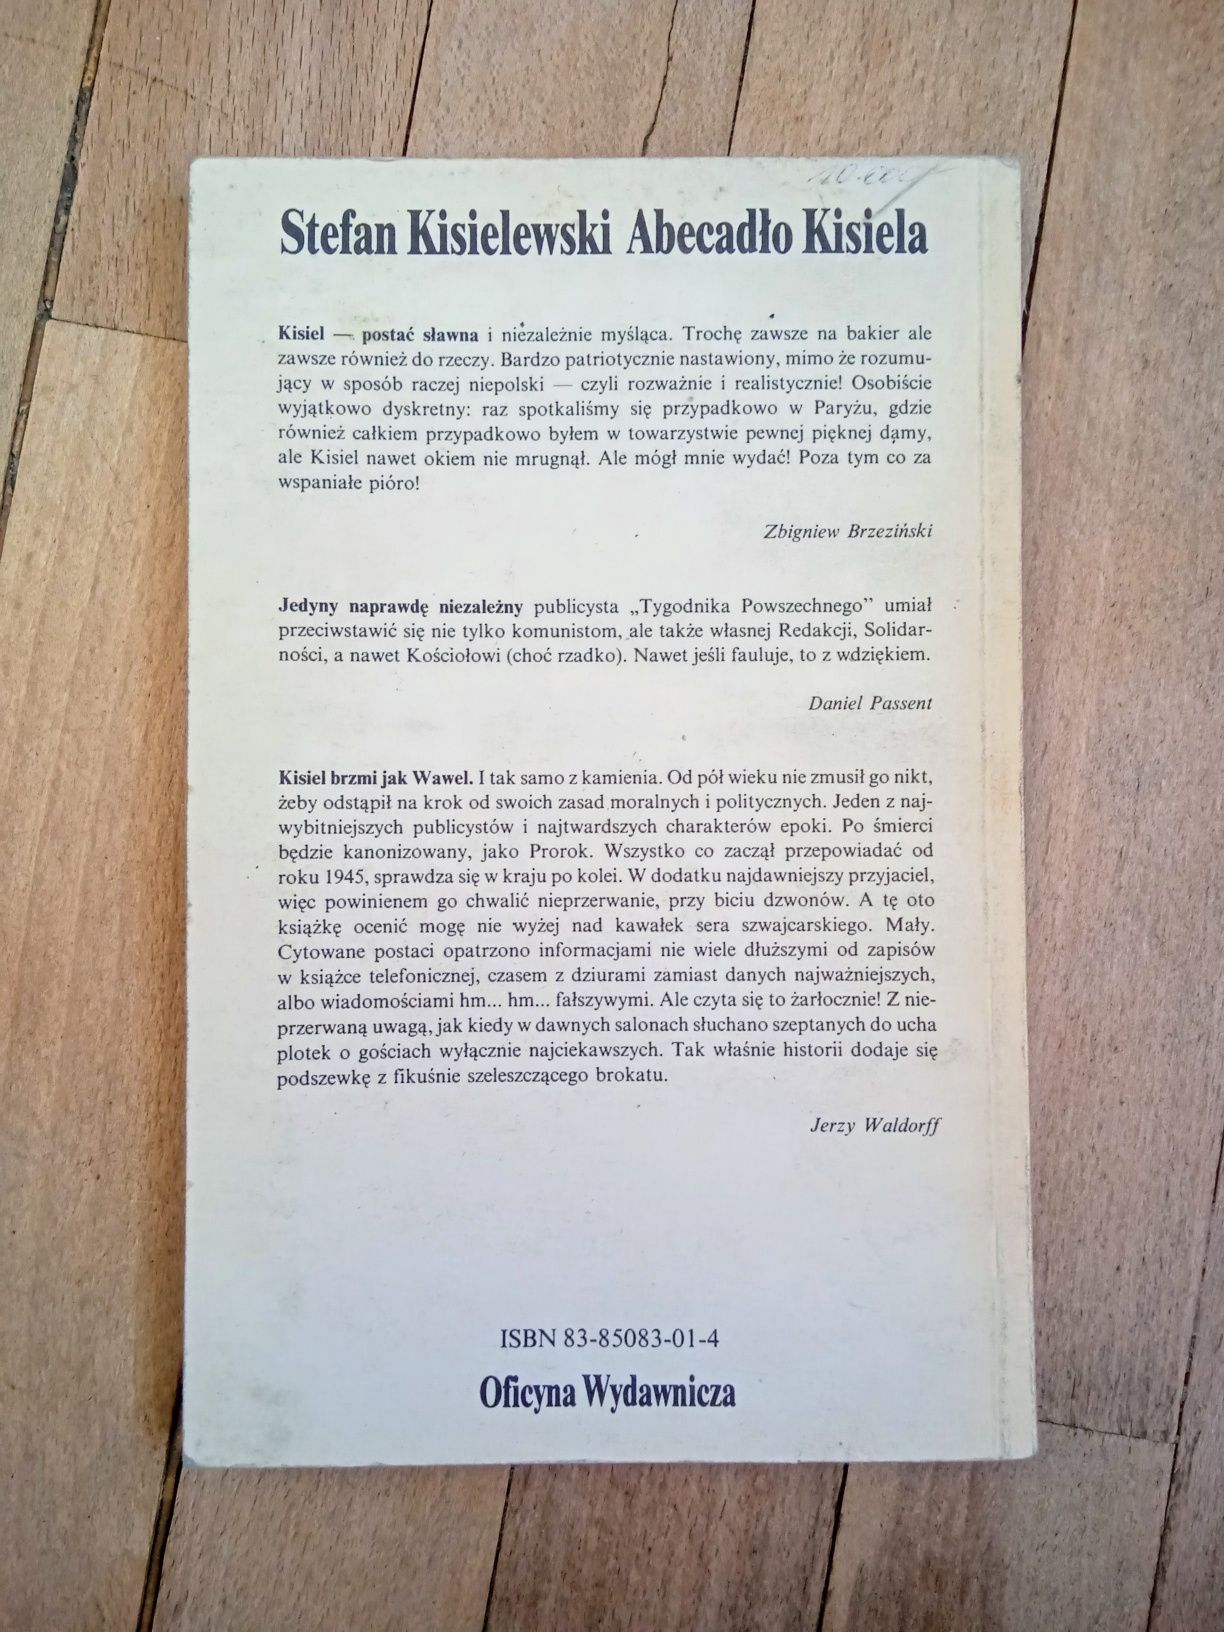 Stefan Kisielewski Abecadło Kisiela
Kisiel — postać sławna i niezależnie myśląca. Trochę zawsze na bakier ale
zawsze również do rzeczy. Bardzo patriotycznie nastawiony, mimo że rozumu-
jący w sposób raczej niepolski — czyli rozważnie i realistycznie! Osobiście
wyjątkowo dyskretny: raz spotkaliśmy się przypadkowo w Paryżu, gdzie
również całkiem przypadkowo byłem w towarzystwie pewnej pięknej damy,
ale Kisiel nawet okiem nie mrugnął. Ale mógł mnie wydać! Poza tym co za
wspaniałe pióro!
Zbigniew Brzeziński
Jedyny naprawdę niezależny publicysta „Tygodnika Powszechnego” umiał
przeciwstawić się nie tylko komunistom, ale także własnej Redakcji, Solidar-
ności, a nawet Kościołowi (choć rzadko). Nawet jeśli fauluje, to z wdziękiem.
Daniel Passent
Kisiel brzmi jak Wawel. I tak samo z kamienia. Od pół wieku nie zmusił go nikt,
żeby odstąpił na krok od swoich zasad moralnych i politycznych. Jeden z naj-
wybitniejszych publicystów i najtwardszych charakterów epoki. Po śmierci
będzie kanonizowany, jako Prorok. Wszystko co zaczął przepowiadać od
roku 1945, sprawdza się w kraju po kolei. W dodatku najdawniejszy przyjaciel,
więc powinienem go chwalić nieprzerwanie, przy biciu dzwonów. A tę oto
książkę ocenić mogę nie wyżej nad kawałek sera szwajcarskiego. Mały.
Cytowane postaci opatrzono informacjami nie wiele dłuższymi od zapisów
w książce telefonicznej, czasem z dziurami zamiast danych najważniejszych,
albo wiadomościami hm... hm... fałszywymi. Ale czyta się to żarłocznie! Z nie-
przerwaną uwagą, jak kiedy w dawnych salonach słuchano szeptanych do ucha
plotek o gościach wyłącznie najciekawszych. Tak właśnie historii dodaje się
podszewkę z fikuśnie szeleszczącego brokatu.
Jerzy Waldorff
ISBN 83-85083-01-4
Oficyna Wydawnicza